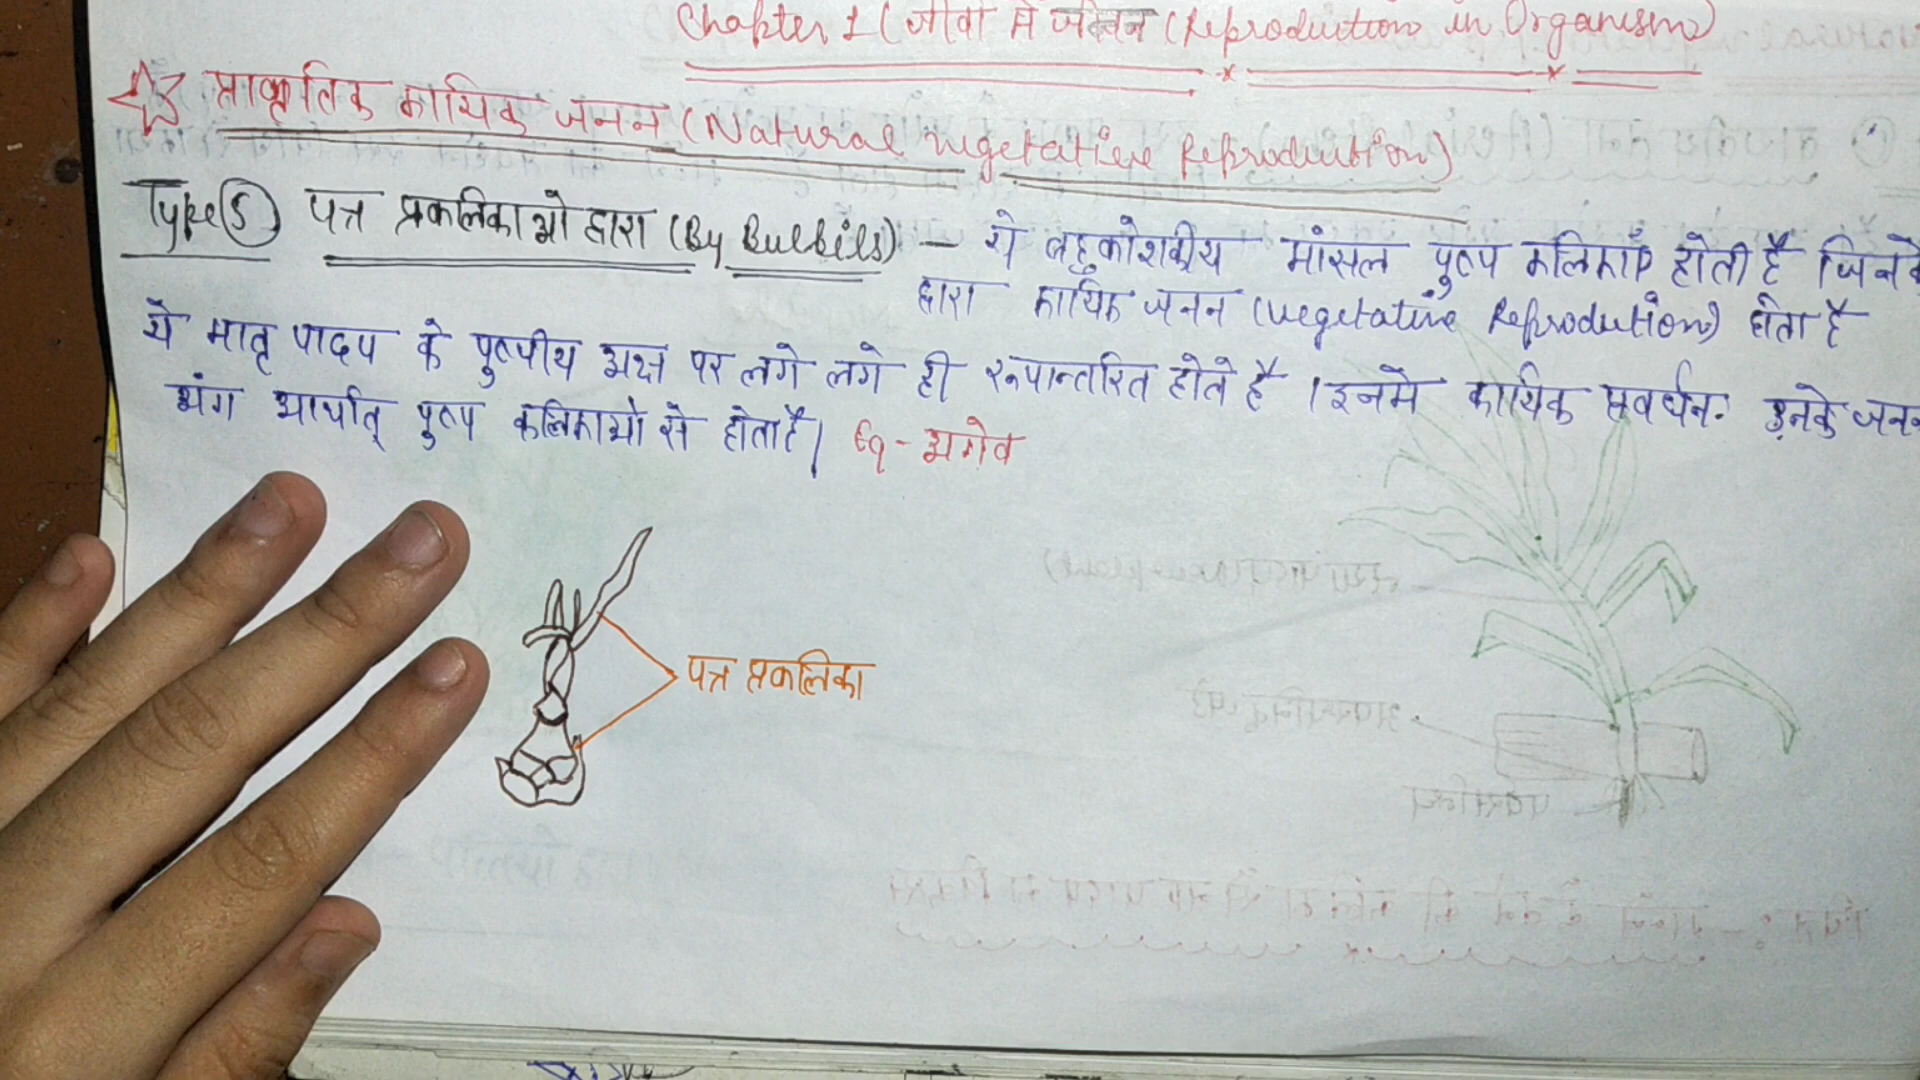 Chapter 1 (जीवो मे जनन (Reproduction in Organism)
प्राकृतिक कायिक जनन (Natural vegetative Reproduction)
Type (5) पत्र प्रकलिकाओ द्वारा (By Bulbils) – ये बहुकोशकीय मांसल पुष्प कलिकाएँ होती है जिनके
द्वारा कायिक जनन (vegetative Reproduction) होता है
ये मातृ पादप के पुष्पीय अक्ष पर लगे लगे ही रूपान्तरित होते है । इनमे कायिक प्रवर्धन उनके जनन
अंग अर्थात् पुष्प कलिकाओ से होता है। Eg - अगेव
पत्र प्रकलिका